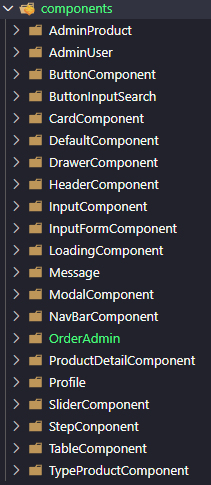 components
AdminProduct
AdminUser
ButtonComponent
ButtonInputSearch
CardComponent
DefaultComponent
DrawerComponent
HeaderComponent
InputComponent
InputFormComponent
LoadingComponent
Message
ModalComponent
NavBarComponent
OrderAdmin
ProductDetailComponent
Profile
SliderComponent
StepConponent
TableComponent
TypeProductComponent